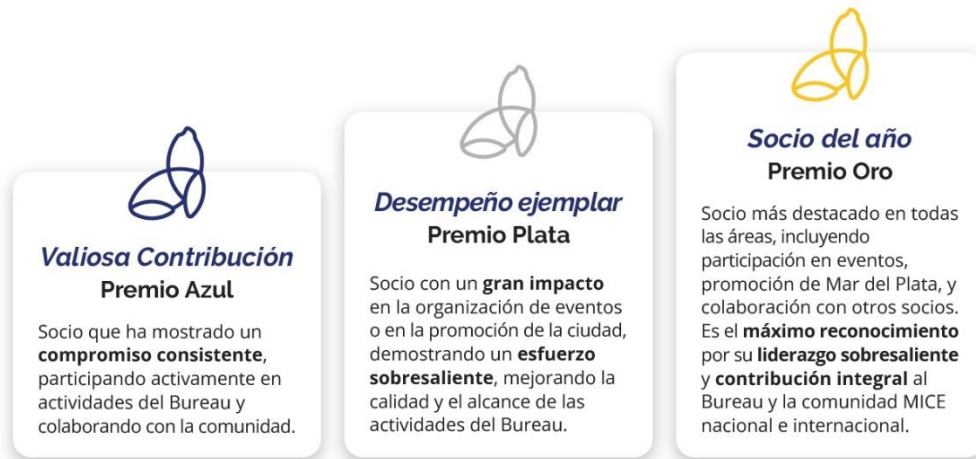 Valiosa Contribución
Premio Azul
Socio que ha mostrado un
compromiso consistente,
participando activamente en
actividades del Bureau y
colaborando con la comunidad.
Desempeño ejemplar
Premio Plata
Socio con un gran impacto
en la organización de eventos
o en la promoción de la ciudad,
demostrando un esfuerzo
sobresaliente, mejorando la
calidad y el alcance de las
actividades del Bureau.
Socio del año
Premio Oro
Socio más destacado en todas
las áreas, incluyendo
participación en eventos,
promoción de Mar del Plata, y
colaboración con otros socios.
Es el máximo reconocimiento
por su liderazgo sobresaliente
y contribución integral al
Bureau y la comunidad MICE
nacional e internacional.